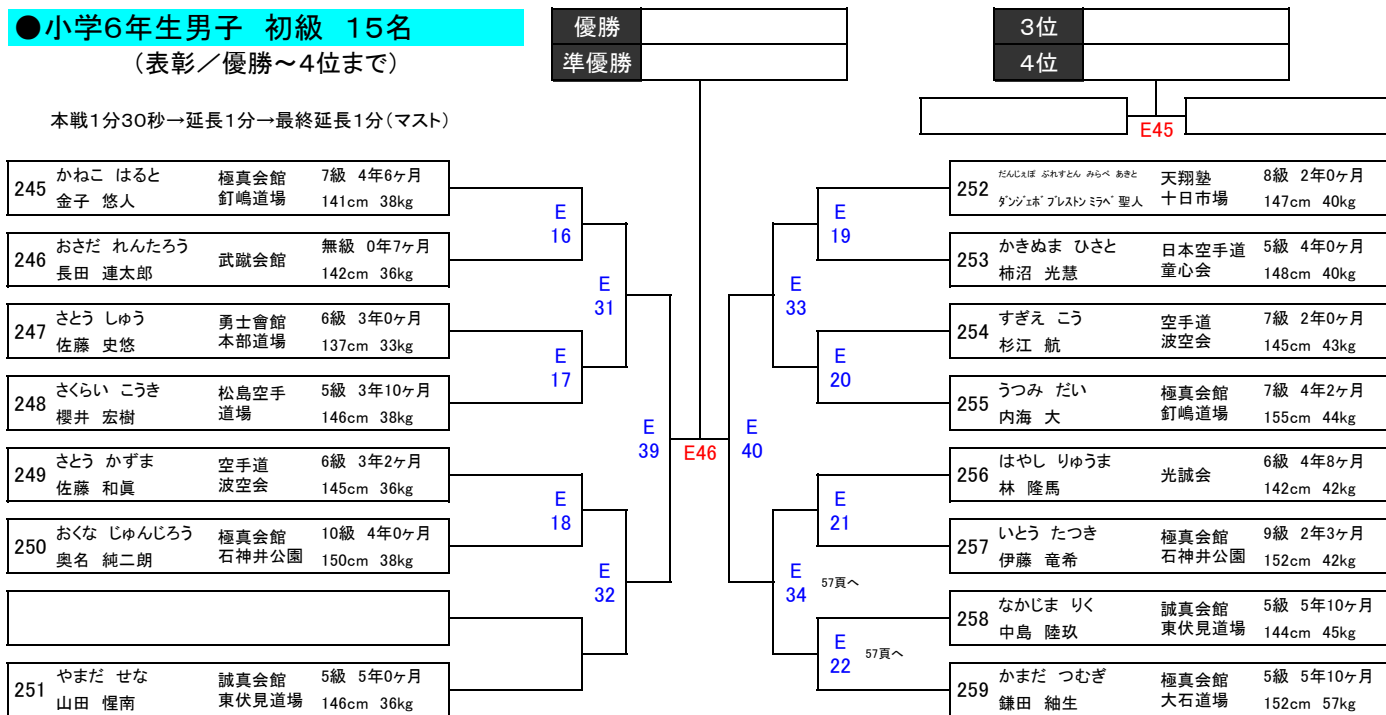 ●小学6年生男子 初級 15名
(表彰／優勝～4位まで)
本戦1分30秒→延長1分→最終延長1分(マスト)
優勝
準優勝
3位
4位
E45
245 かねこ はると 極真会館 7級 4年6ヶ月
金子 悠人 釘嶋道場 141cm 38kg
246 おさだ れんたろう 武蹴会館 無級 0年7ヶ月
長田 連太郎 142cm 36kg
247 さとう しゅう 勇士會館 6級 3年0ヶ月
佐藤 史悠 本部道場 137cm 33kg
248 さくらい こうき 松島空手 5級 3年10ヶ月
櫻井 宏樹 道場 146cm 38kg
249 さとう かずま 空手道 6級 3年2ヶ月
佐藤 和眞 波空会 145cm 36kg
250 おくな じゅんじろう 極真会館 10級 4年0ヶ月
奥名 純二朗 石神井公園 150cm 38kg
251 やまだ せな 誠真会館 5級 5年0ヶ月
山田 惺南 東伏見道場 146cm 36kg
E
16
E
31
E
17
E
39
E
18
E
32
E46
E
40
E
19
E
33
E
20
E
21
E
34
57頁へ
E
22
57頁へ
252 だんじぇぼ ぷれすとん みらべ あきと 天翔塾 8級 2年0ヶ月
ダンジェボ プレストン ミラベ 聖人 十日市場 147cm 40kg
253 かきぬま ひさと 日本空手道 5級 4年0ヶ月
柿沼 光慧 童心会 148cm 40kg
254 すぎえ こう 空手道 7級 2年0ヶ月
杉江 航 波空会 145cm 43kg
255 うつみ だい 極真会館 7級 4年2ヶ月
内海 大 釘嶋道場 155cm 44kg
256 はやし りゅうま 光誠会 6級 4年8ヶ月
林 隆馬 142cm 42kg
257 いとう たつき 極真会館 9級 2年3ヶ月
伊藤 竜希 石神井公園 152cm 42kg
258 なかじま りく 誠真会館 5級 5年10ヶ月
中島 陸玖 東伏見道場 144cm 45kg
259 かまだ つむぎ 極真会館 5級 5年10ヶ月
鎌田 紬生 大石道場 152cm 57kg